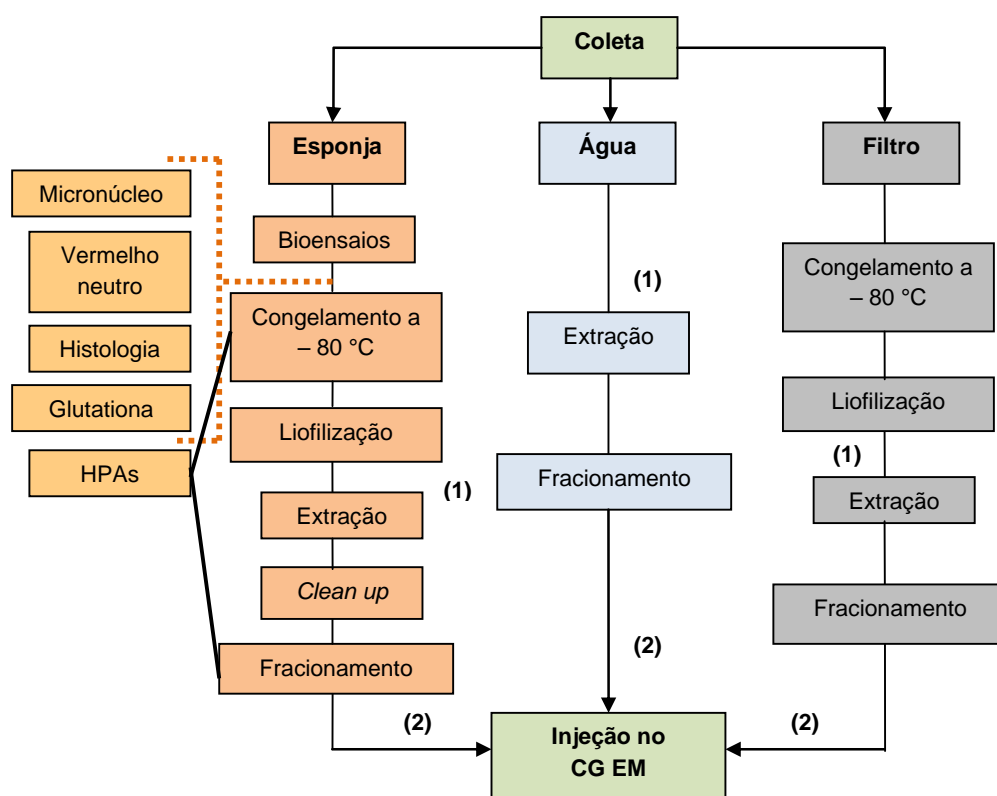 Coleta
Esponja
Água
Filtro
Micronúcleo
Vermelho
neutro
Histologia
Glutationa
HPAs
Bioensaios
Congelamento a
– 80 °C
Liofilização
(1)
Extração
Clean up
Fracionamento
(2)
(1)
Extração
Fracionamento
(2)
Congelamento a
– 80 °C
Liofilização
(1)
Extração
Fracionamento
(2)
Injeção no
CG EM